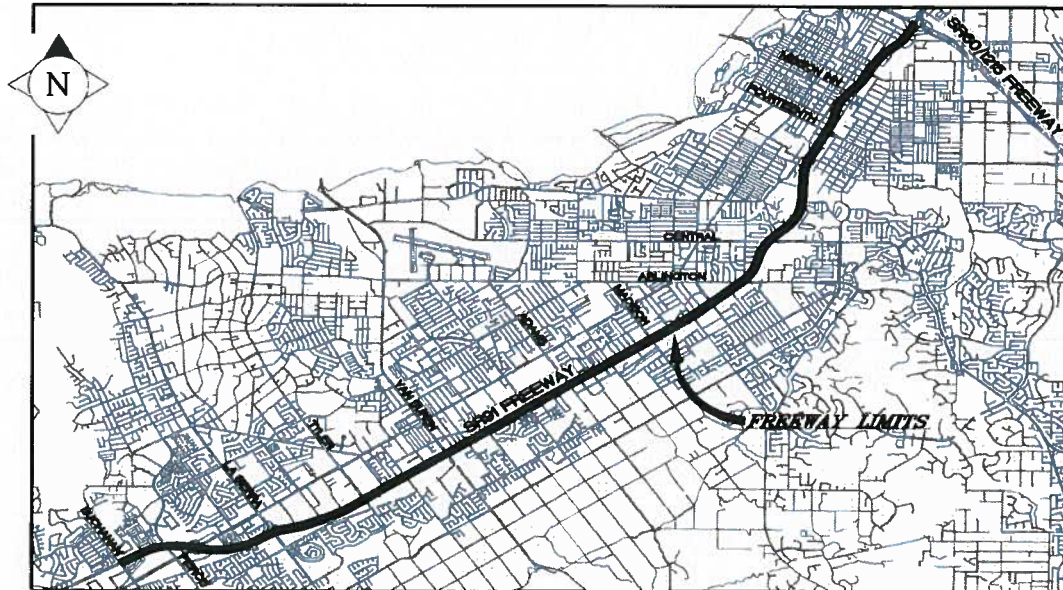 N
SR60/I215 FREEWAY
MISSION INN
FOURTEENTH
CENTRAL
ARLINGTON
MADISON
ADAMS
VAN BUREN
SR91 FREEWAY
TYLER
FREEWAY LIMITS
LA SIERRA
BUCHANAN